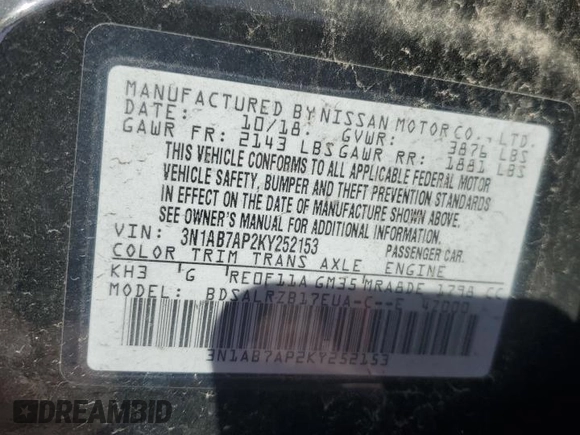 MANUFACTURED BY NISSAN MOTOR CO., LTD.
DATE: 10/18 GVWR: 3876 LBS
GAWR FR: 2143 LBS GAWR RR: 1881 LBS
THIS VEHICLE CONFORMS TO ALL APPLICABLE FEDERAL MOTOR
VEHICLE SAFETY, BUMPER AND THEFT PREVENTION STANDARDS
IN EFFECT ON THE DATE OF MANUFACTURE SHOWN ABOVE.
SEE OWNER'S MANUAL FOR ADDITIONAL INFORMATION.
VIN: 3N1AB7AP2KY252153 PASSENGER CAR.
COLOR TRIM TRANS AXLE ENGINE
KH3 G RE0F11A GM35 MRA8DE 1798 CC
MODEL BDSALRZB17EUA-C--E 47000
3N1AB7AP2KY252153
DREAMBID